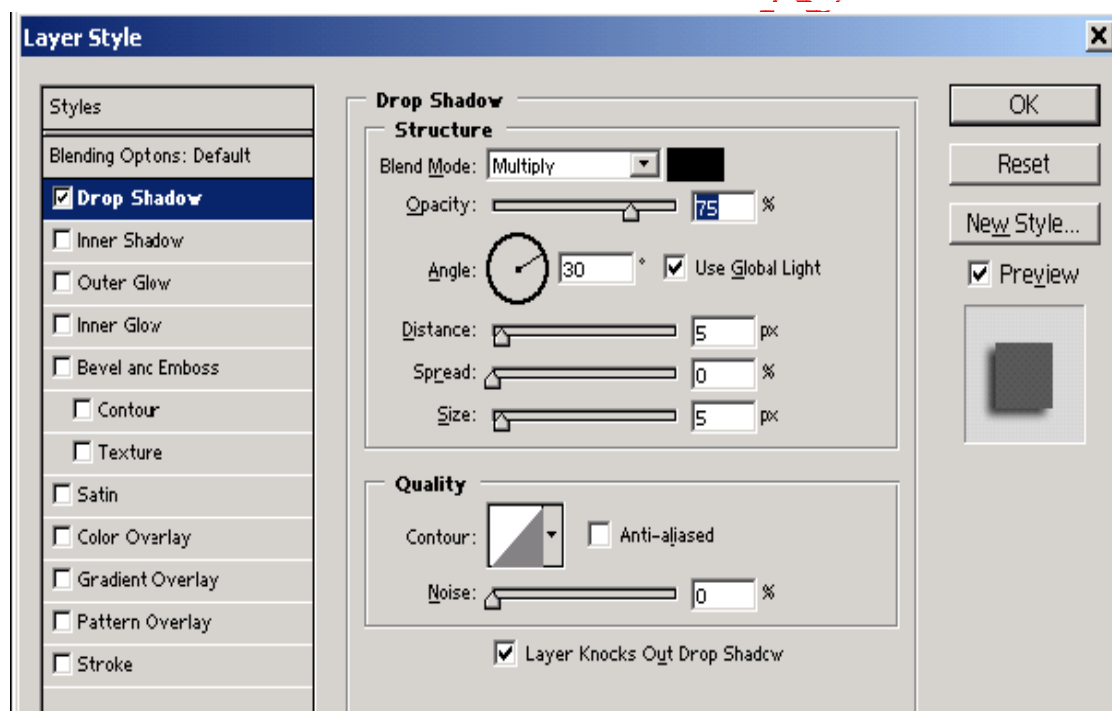 Layer Style
Styles
Blending Optons: Default
Drop Shadow
Inner Shadow
Outer Glow
Inner Glow
Bevel anc Emboss
Contour
Texture
Satin
Color Overlay
Gradient Overlay
Pattern Overlay
Stroke
Drop Shadow
Structure
Blend Mode: Multiply
Opacity: 75 %
Angle: 30 ° Use Global Light
Distance: 5 px
Spread: 0 %
Size: 5 px
Quality
Contour: Anti-aliased
Noise: 0 %
Layer Knocks Out Drop Shadow
OK
Reset
New Style...
Preview